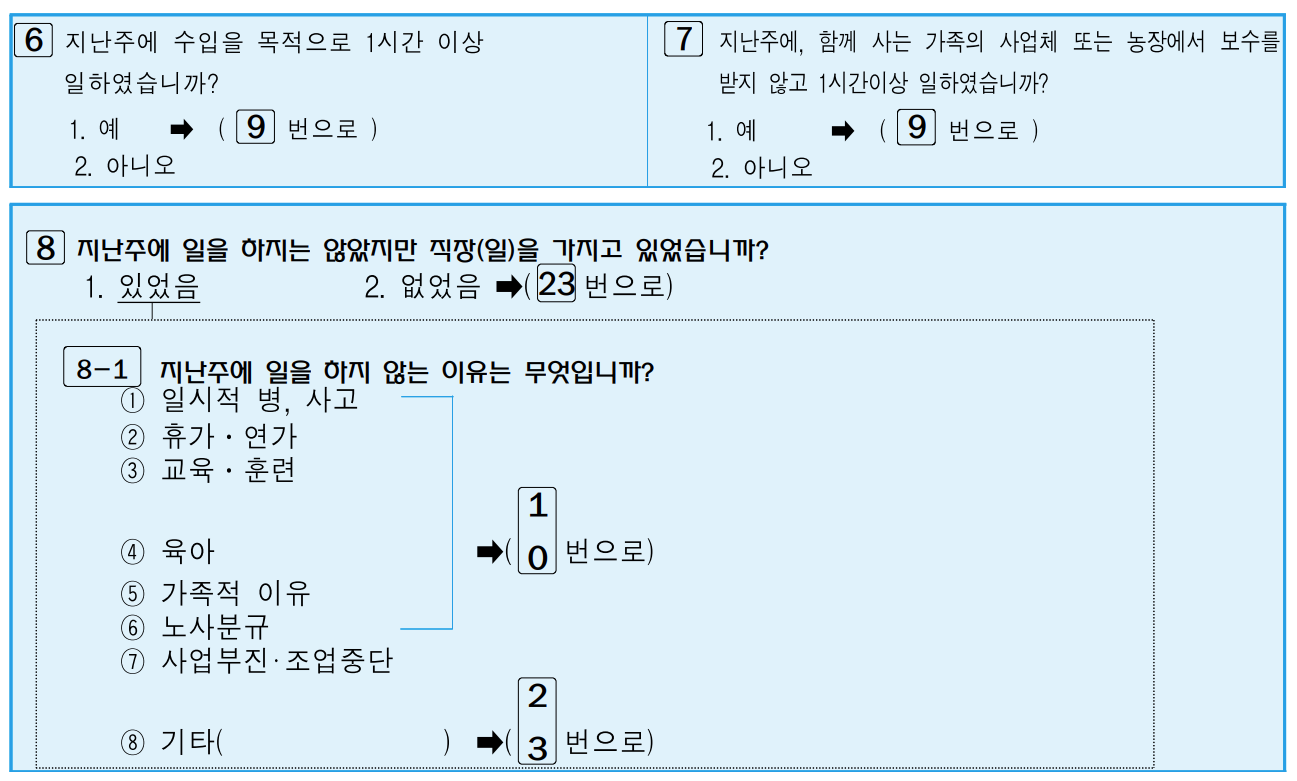 6 지난주에 수입을 목적으로 1시간 이상
일하였습니까?
1. 예 ➡ ( 9 번으로 )
2. 아니오
7 지난주에, 함께 사는 가족의 사업체 또는 농장에서 보수를
받지 않고 1시간이상 일하였습니까?
1. 예 ➡ ( 9 번으로 )
2. 아니오
8 지난주에 일을 하지는 않았지만 직장(일)을 가지고 있었습니까?
1. 있었음 2. 없었음 ➡( 23 번으로)
8-1 지난주에 일을 하지 않는 이유는 무엇입니까?
① 일시적 병, 사고
② 휴가·연가
③ 교육·훈련
④ 육아 ➡( 10 번으로)
⑤ 가족적 이유
⑥ 노사분규
⑦ 사업부진·조업중단
⑧ 기타( ) ➡( 23 번으로)